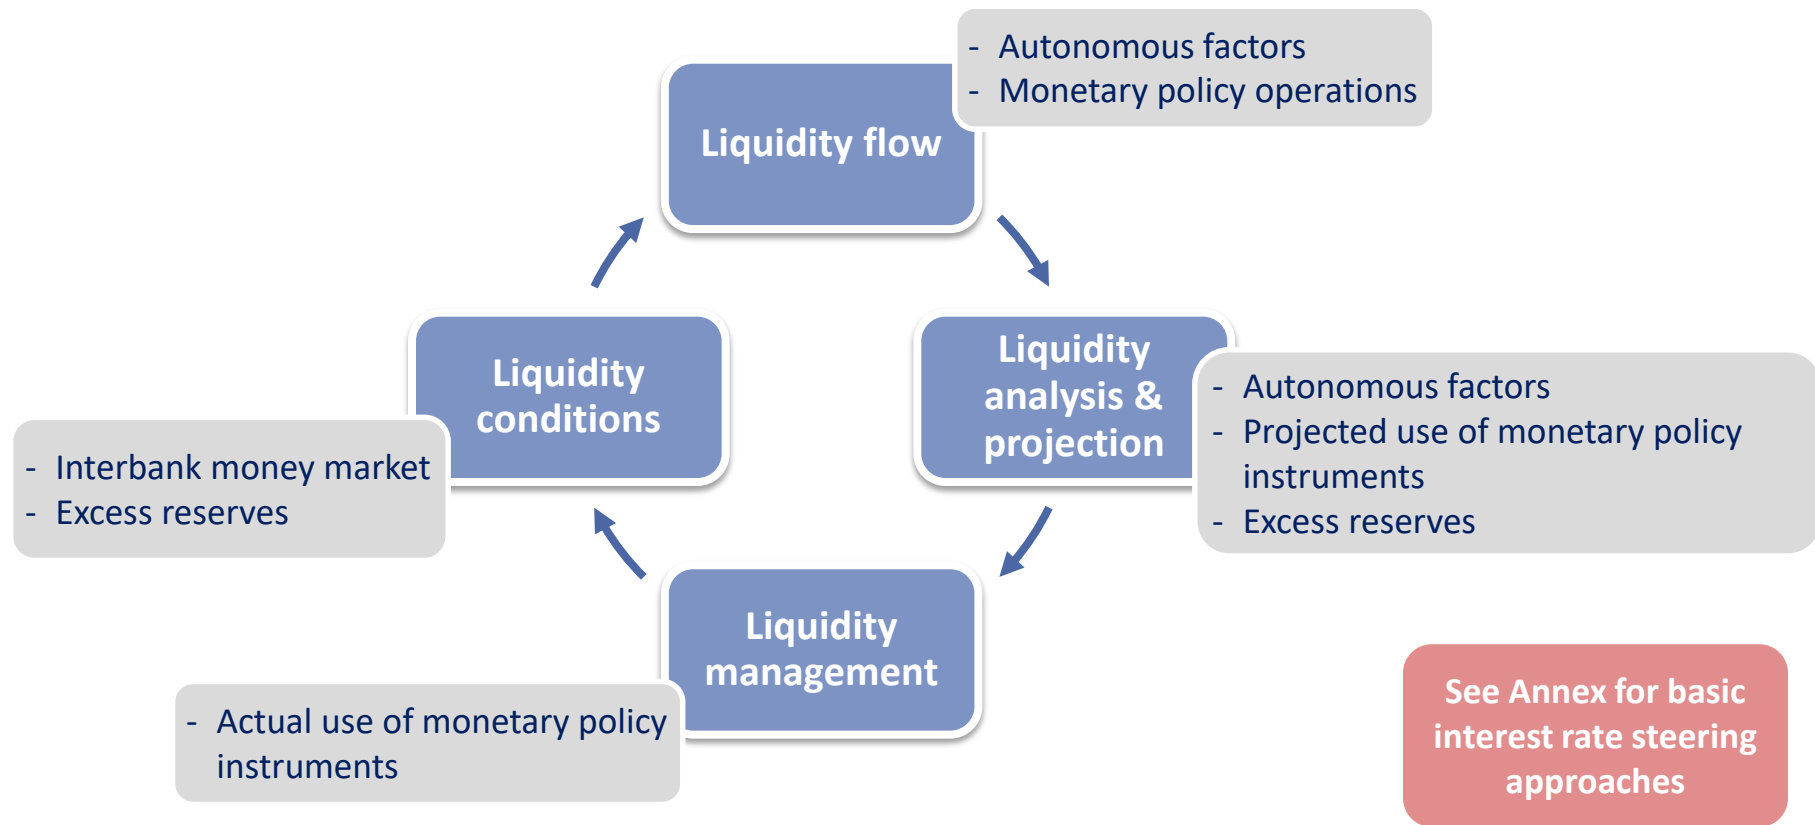 - Autonomous factors
- Monetary policy operations
Liquidity flow
Liquidity
analysis &
projection
- Autonomous factors
- Projected use of monetary policy
instruments
- Excess reserves
Liquidity
management
- Actual use of monetary policy
instruments
Liquidity
conditions
- Interbank money market
- Excess reserves
See Annex for basic
interest rate steering
approaches